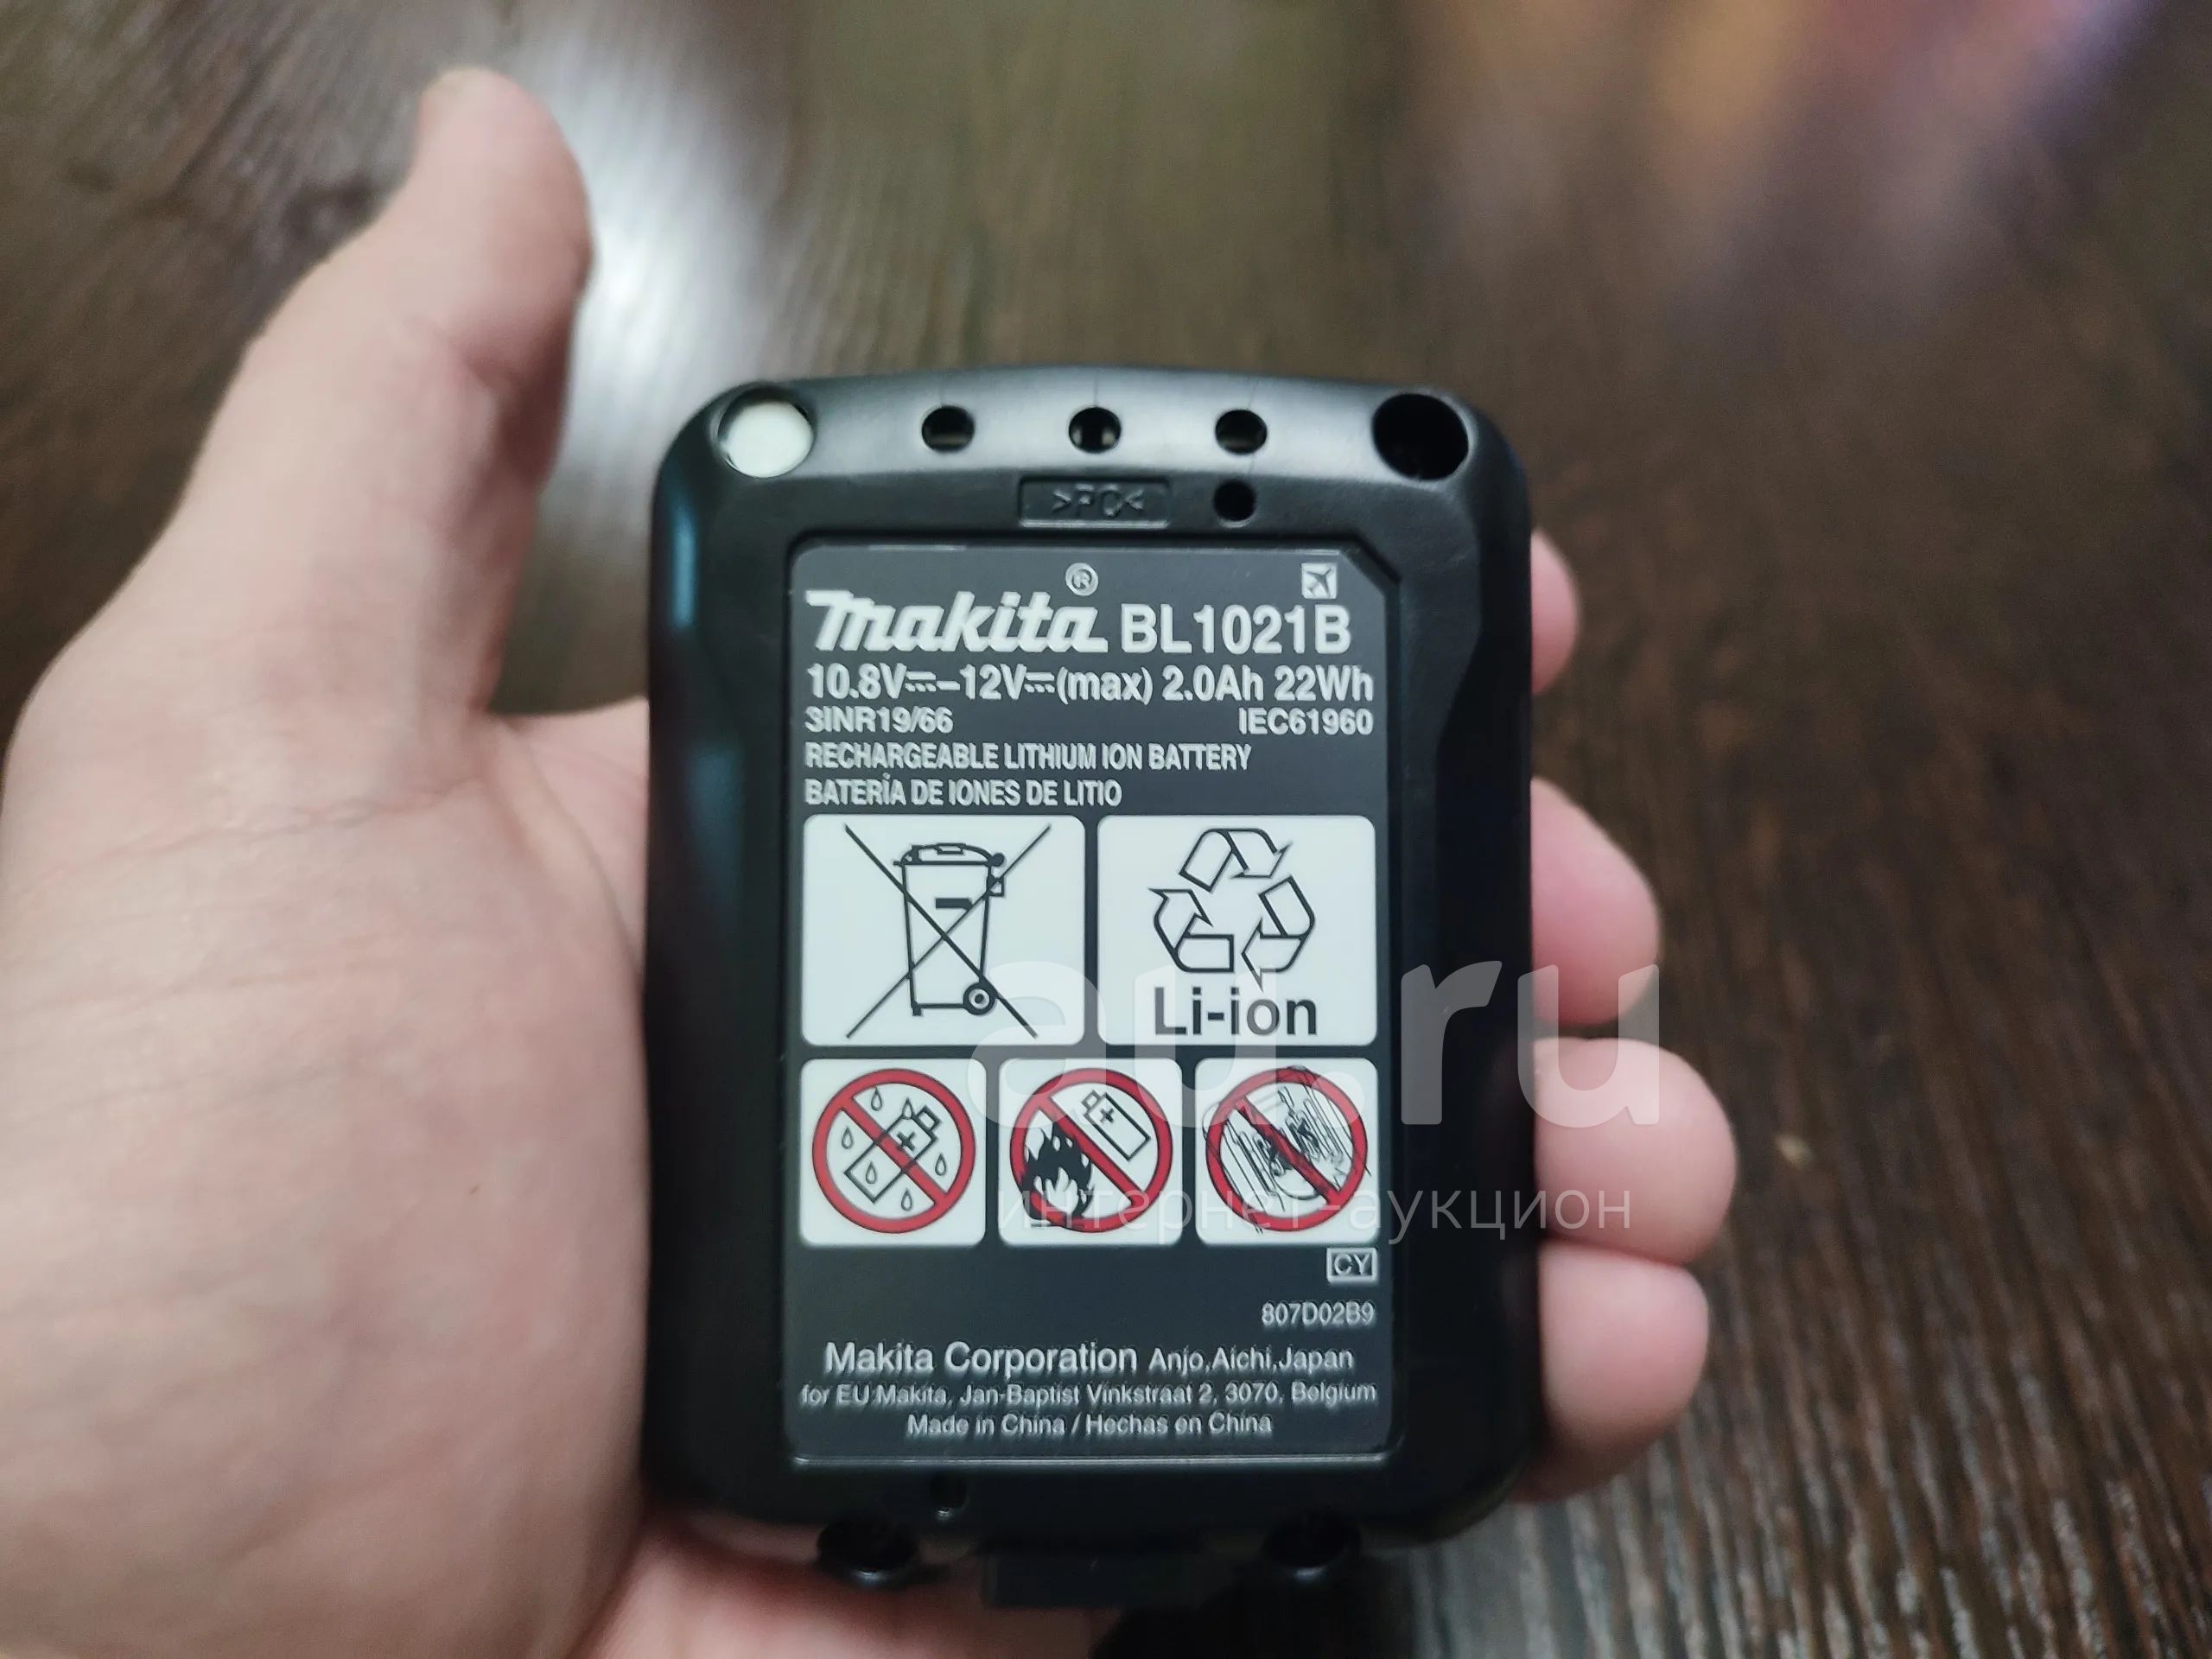 >PC<
makita® BL1021B
10.8V⎓–12V⎓(max) 2.0Ah 22Wh
3INR19/66 IEC61960
RECHARGEABLE LITHIUM ION BATTERY
BATERÍA DE IONES DE LITIO
Li-ion
au.ru
интернет-аукцион
CY
807D02B9
Makita Corporation Anjo,Aichi,Japan
for EU:Makita, Jan-Baptist Vinkstraat 2, 3070, Belgium
Made in China / Hechas en China